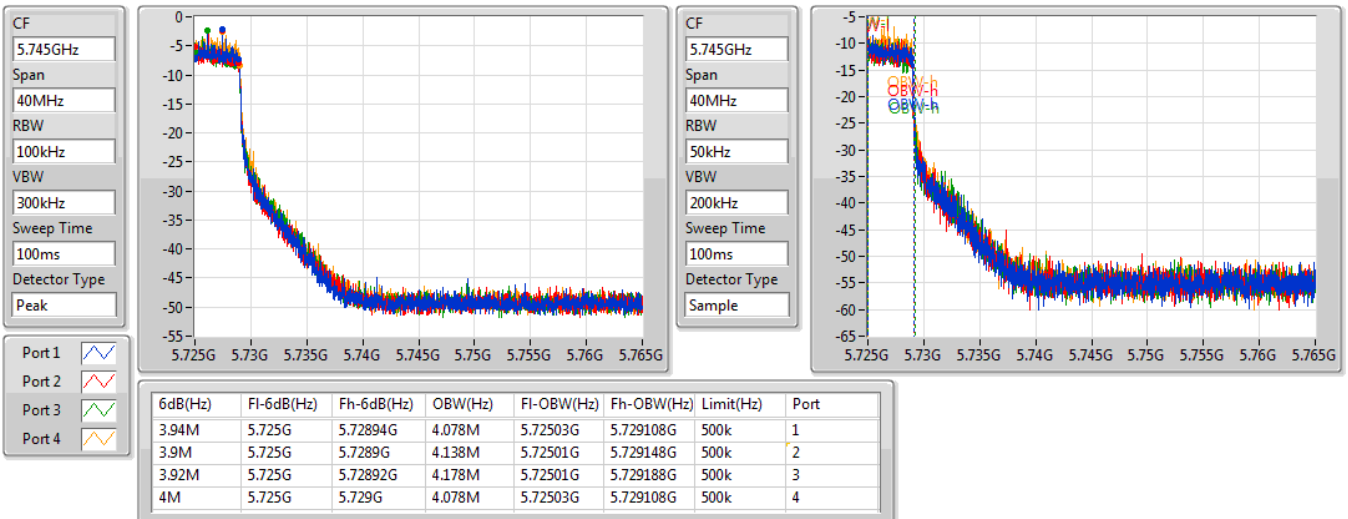 CF
5.745GHz
Span
40MHz
RBW
100kHz
VBW
300kHz
Sweep Time
100ms
Detector Type
Peak
0
-5
-10
-15
-20
-25
-30
-35
-40
-45
-50
-55
5.725G 5.73G 5.735G 5.74G 5.745G 5.75G 5.755G 5.76G 5.765G
CF
5.745GHz
Span
40MHz
RBW
50kHz
VBW
200kHz
Sweep Time
100ms
Detector Type
Sample
-5
-10
-15
-20
-25
-30
-35
-40
-45
-50
-55
-60
-65
OBW-h
OBW-h
OBW-h
5.725G 5.73G 5.735G 5.74G 5.745G 5.75G 5.755G 5.76G 5.765G
Port 1
Port 2
Port 3
Port 4
6dB(Hz) Fl-6dB(Hz) Fh-6dB(Hz) OBW(Hz) Fl-OBW(Hz) Fh-OBW(Hz) Limit(Hz) Port
3.94M 5.725G 5.72894G 4.078M 5.72503G 5.729108G 500k 1
3.9M 5.725G 5.7289G 4.138M 5.72501G 5.729148G 500k 2
3.92M 5.725G 5.72892G 4.178M 5.72501G 5.729188G 500k 3
4M 5.725G 5.729G 4.078M 5.72503G 5.729108G 500k 4